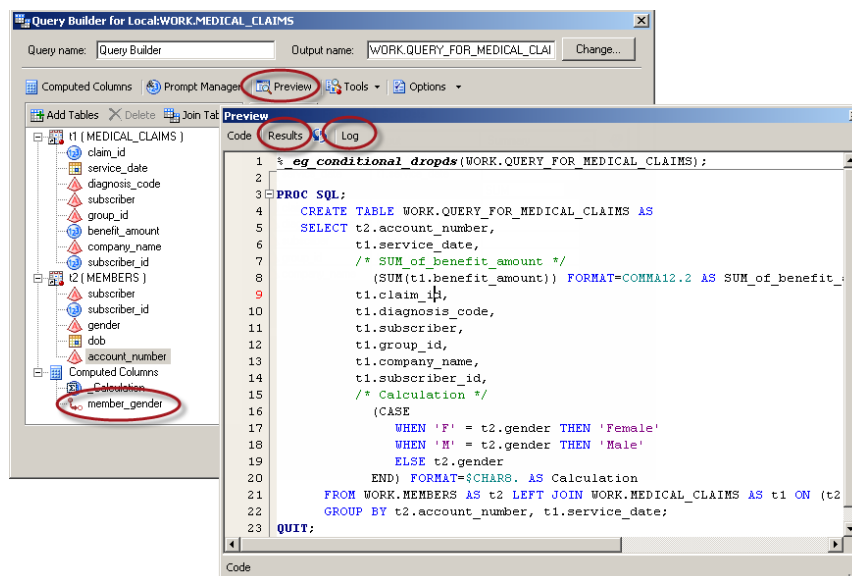 Query Builder for Local:WORK.MEDICAL_CLAIMS
Query name: Query Builder Output name: WORK.QUERY_FOR_MEDICAL_CLAI Change...
Computed Columns Prompt Manager Preview Tools Options
Add Tables Delete Join Tab
t1 ( MEDICAL_CLAIMS )
claim_id
service_date
diagnosis_code
subscriber
group_id
benefit_amount
company_name
subscriber_id
t2 ( MEMBERS )
subscriber
subscriber_id
gender
dob
account_number
Computed Columns
_Calculation
member_gender
Preview
Code Results Log
1 %_eg_conditional_dropds(WORK.QUERY_FOR_MEDICAL_CLAIMS);
2
3 PROC SQL;
4 CREATE TABLE WORK.QUERY_FOR_MEDICAL_CLAIMS AS
5 SELECT t2.account_number,
6 t1.service_date,
7 /* SUM_of_benefit_amount */
8 (SUM(t1.benefit_amount)) FORMAT=COMMA12.2 AS SUM_of_benefit_
9 t1.claim_id,
10 t1.diagnosis_code,
11 t1.subscriber,
12 t1.group_id,
13 t1.company_name,
14 t1.subscriber_id,
15 /* Calculation */
16 (CASE
17 WHEN 'F' = t2.gender THEN 'Female'
18 WHEN 'M' = t2.gender THEN 'Male'
19 ELSE t2.gender
20 END) FORMAT=$CHAR8. AS Calculation
21 FROM WORK.MEMBERS AS t2 LEFT JOIN WORK.MEDICAL_CLAIMS AS t1 ON (t2
22 GROUP BY t2.account_number, t1.service_date;
23 QUIT;
Code